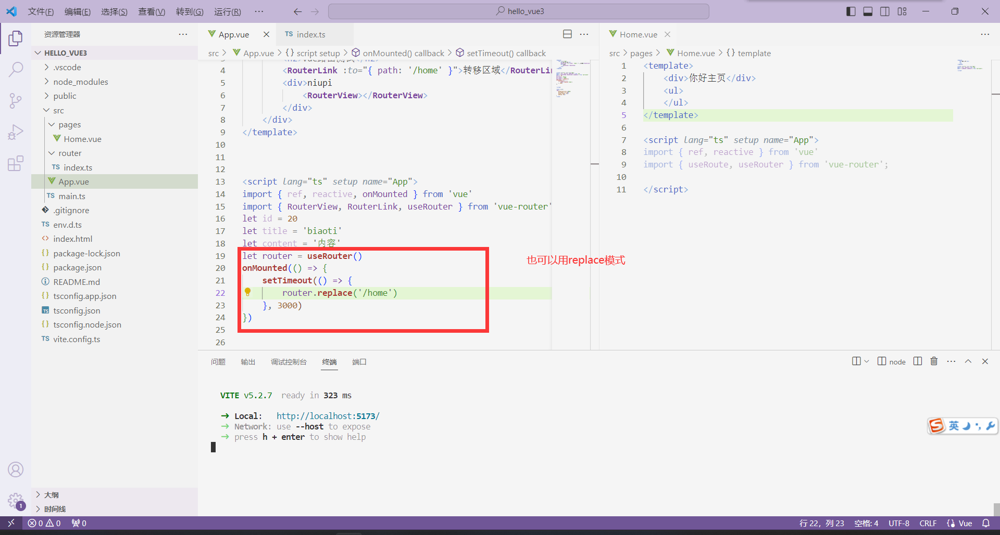 文件(F) 编辑(E) 选择(S) 查看(V) 转到(G) 运行(R) ··· hello_vue3
资源管理器 ···
HELLO_VUE3
.vscode
node_modules
public
src
pages
Home.vue
router
TS index.ts
App.vue
TS main.ts
.gitignore
TS env.d.ts
<> index.html
{} package-lock.json
{} package.json
README.md
{} tsconfig.app.json
TS tsconfig.json
{} tsconfig.node.json
TS vite.config.ts
大纲
时间线
App.vue TS index.ts
src > App.vue > {} script setup > onMounted() callback > setTimeout() callback
4 <RouterLink :to="{ path: '/home' }">转移区域</RouterLi
5 <div>niupi
6 <RouterView></RouterView>
7 </div>
8 </div>
9 </template>
10
11
12
13 <script lang="ts" setup name="App">
14 import { ref, reactive, onMounted } from 'vue'
15 import { RouterView, RouterLink, useRouter } from 'vue-router'
16 let id = 20
17 let title = 'biaoti'
18 let content = '内容'
19 let router = useRouter()
20 onMounted(() => {
21 setTimeout(() => {
22 router.replace('/home')
23 }, 3000)
24 })
25
26
也可以用replace模式
Home.vue
src > pages > Home.vue > {} template
1 <template>
2 <div>你好主页</div>
3 <ul>
4 </ul>
5 </template>
6
7 <script lang="ts" setup name="App">
8 import { ref, reactive } from 'vue'
9 import { useRoute, useRouter } from 'vue-router';
10
11 </script>
问题 输出 调试控制台 终端 端口 node
VITE v5.2.7 ready in 323 ms
➜ Local: http://localhost:5173/
➜ Network: use --host to expose
➜ press h + enter to show help
英
1
0 0 0 行 22，列 23 空格: 4 UTF-8 CRLF Vue